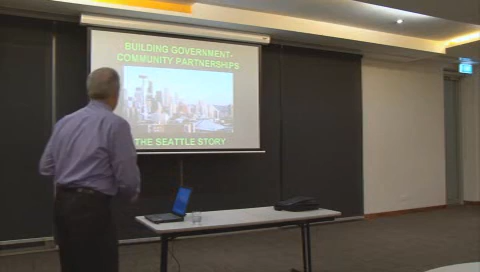 BUILDING GOVERNMENT-
COMMUNITY PARTNERSHIPS
THE SEATTLE STORY